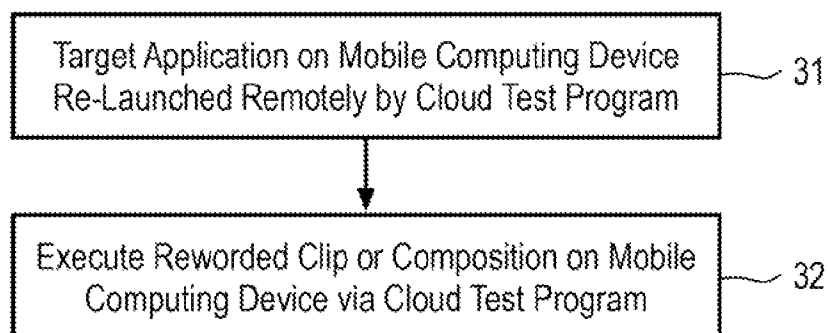 Target Application on Mobile Computing Device
Re-Launched Remotely by Cloud Test Program
31
Execute Reworded Clip or Composition on Mobile
Computing Device via Cloud Test Program
32